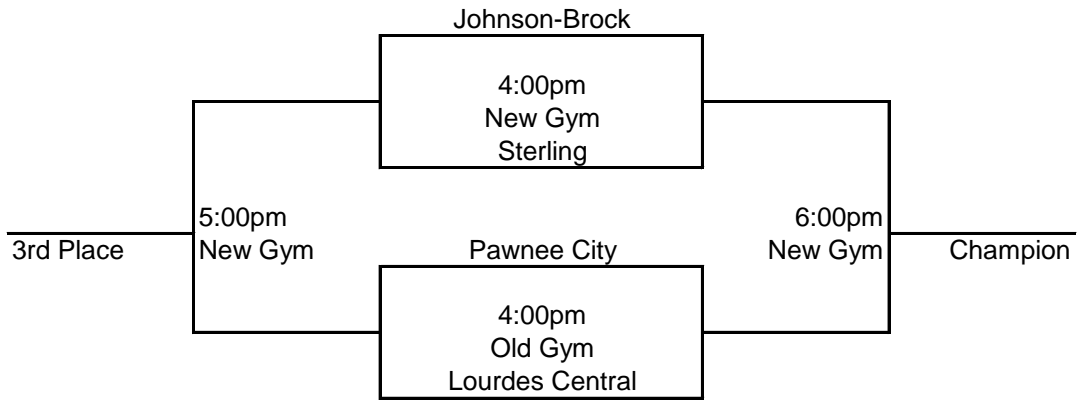 Johnson-Brock
4:00pm
New Gym
Sterling
5:00pm
New Gym
3rd Place
6:00pm
New Gym
Champion
Pawnee City
4:00pm
Old Gym
Lourdes Central